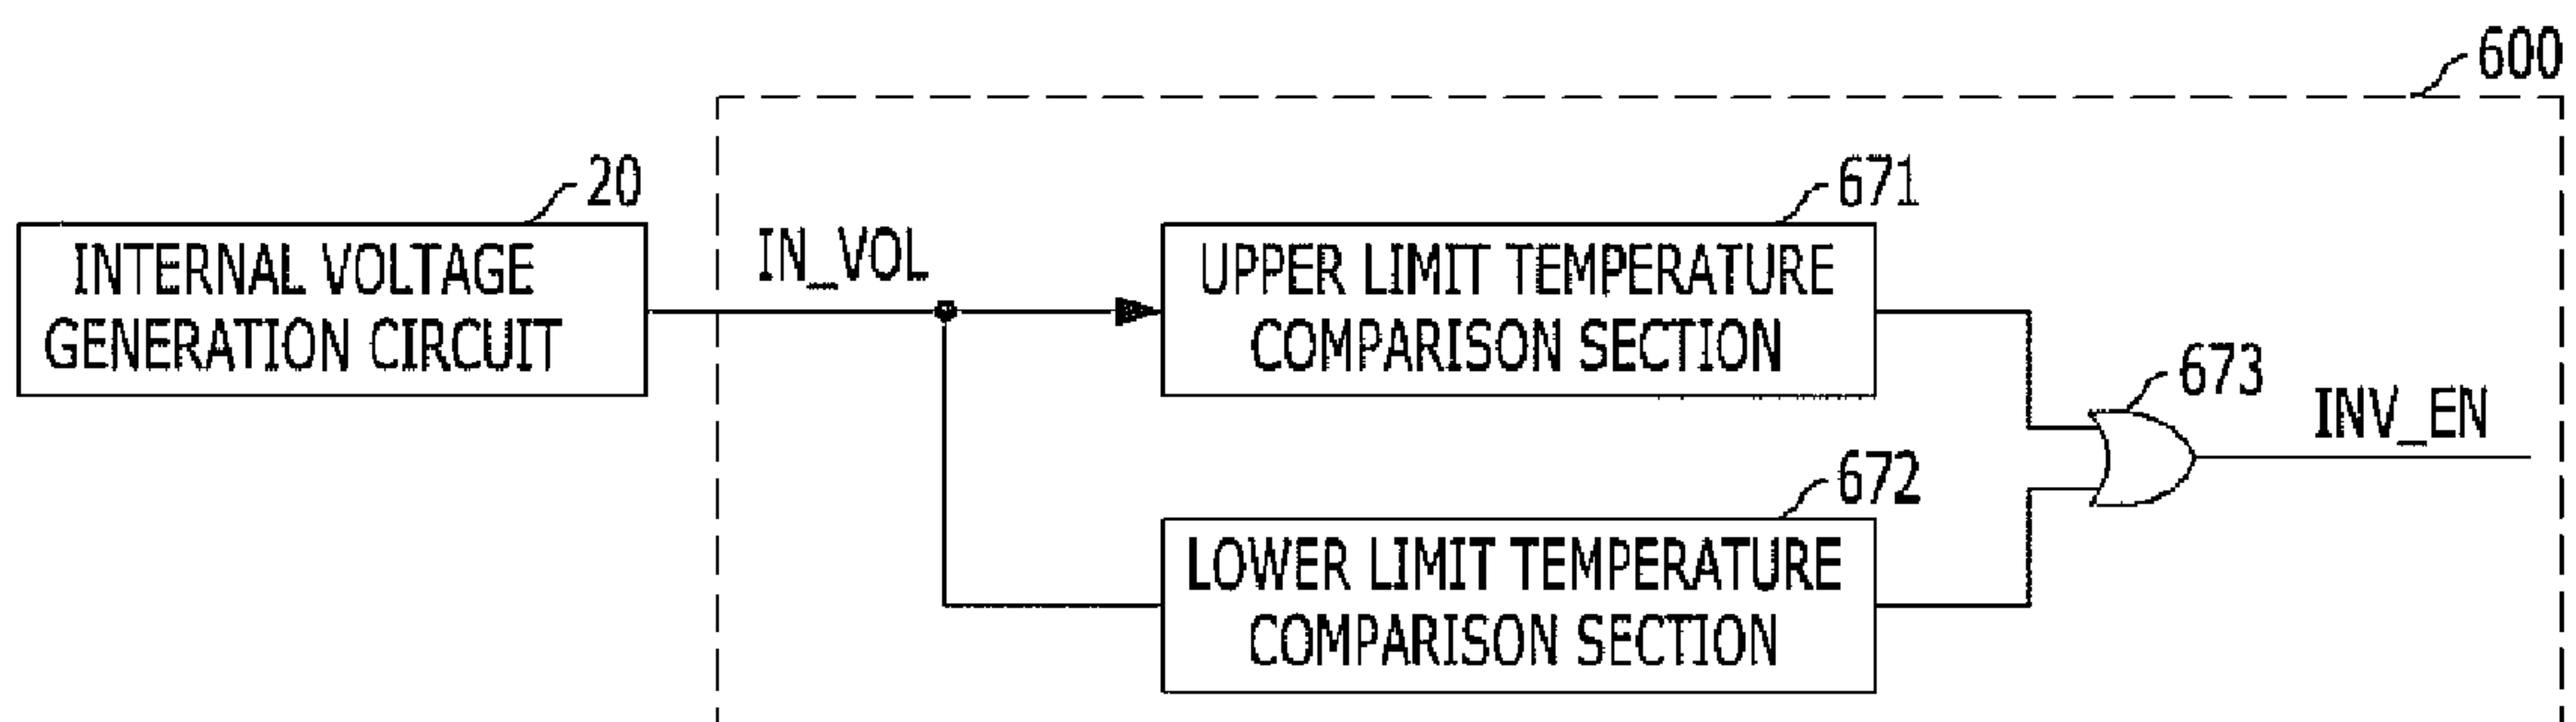 600
20
INTERNAL VOLTAGE
GENERATION CIRCUIT
IN_VOL
671
UPPER LIMIT TEMPERATURE
COMPARISON SECTION
673
INV_EN
672
LOWER LIMIT TEMPERATURE
COMPARISON SECTION